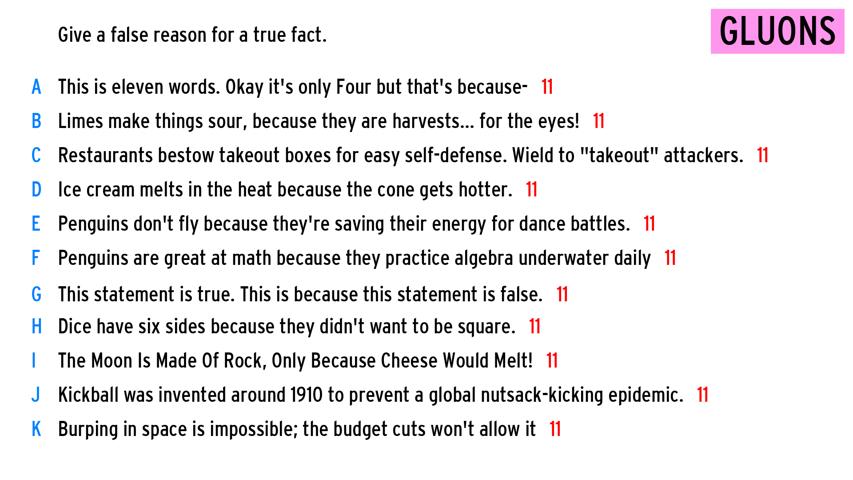 GLUONS
Give a false reason for a true fact.
A This is eleven words. Okay it's only Four but that's because- 11
B Limes make things sour, because they are harvests... for the eyes! 11
C Restaurants bestow takeout boxes for easy self-defense. Wield to "takeout" attackers. 11
D Ice cream melts in the heat because the cone gets hotter. 11
E Penguins don't fly because they're saving their energy for dance battles. 11
F Penguins are great at math because they practice algebra underwater daily 11
G This statement is true. This is because this statement is false. 11
H Dice have six sides because they didn't want to be square. 11
I The Moon Is Made Of Rock, Only Because Cheese Would Melt! 11
J Kickball was invented around 1910 to prevent a global nutsack-kicking epidemic. 11
K Burping in space is impossible; the budget cuts won't allow it 11